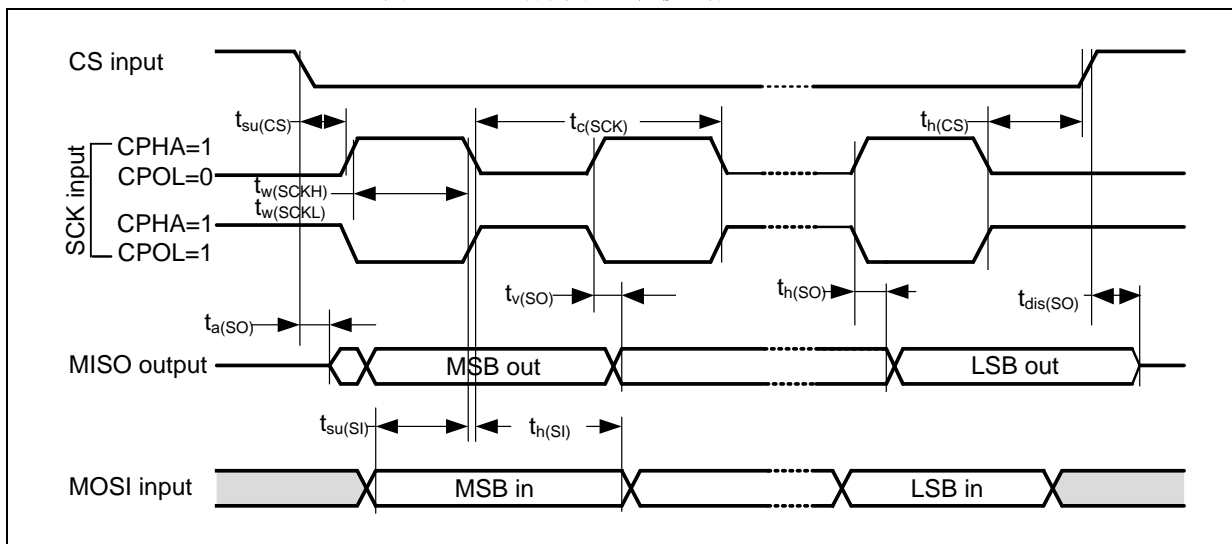 CS input
tsu(CS)
tc(SCK)
th(CS)
SCK input
CPHA=1
CPOL=0
tw(SCKH)
tw(SCKL)
CPHA=1
CPOL=1
tv(SO)
th(SO)
tdis(SO)
ta(SO)
MISO output
MSB out
LSB out
tsu(SI)
th(SI)
MOSI input
MSB in
LSB in